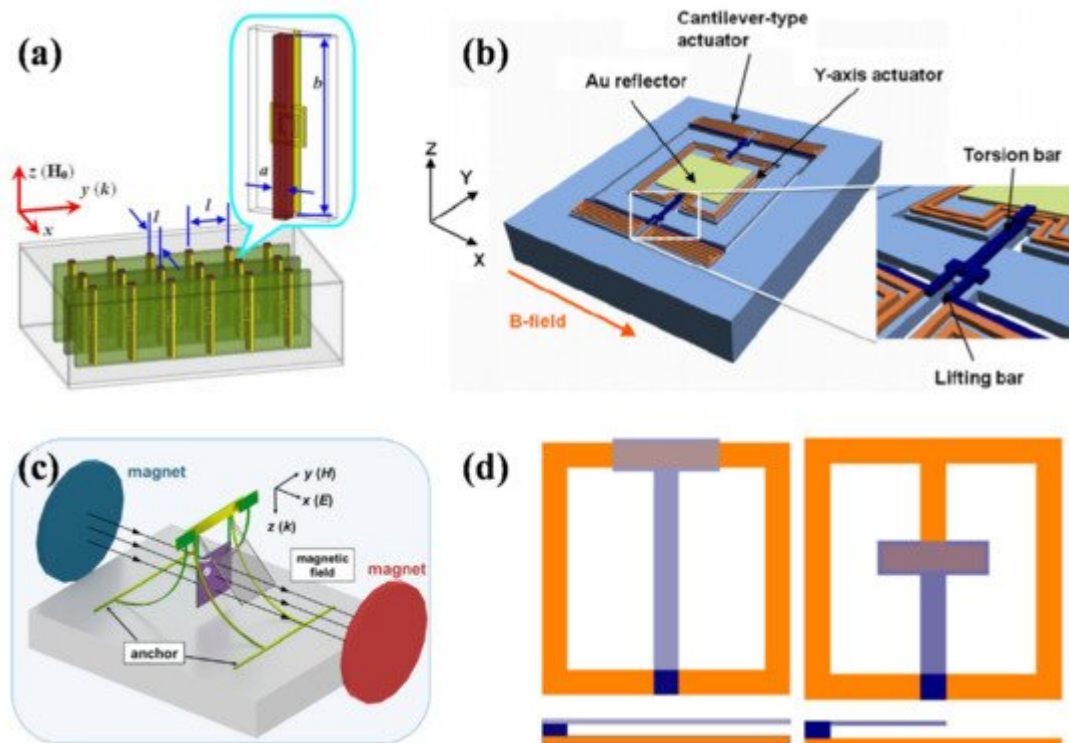 (a)
b
a
z (H₀)
y (k)
x
l
l
(b)
Cantilever-type
actuator
Au reflector
Y-axis actuator
Torsion bar
Z
Y
X
B-field
Lifting bar
(c)
magnet
y (H)
x (E)
z (k)
magnetic
field
magnet
anchor
(d)